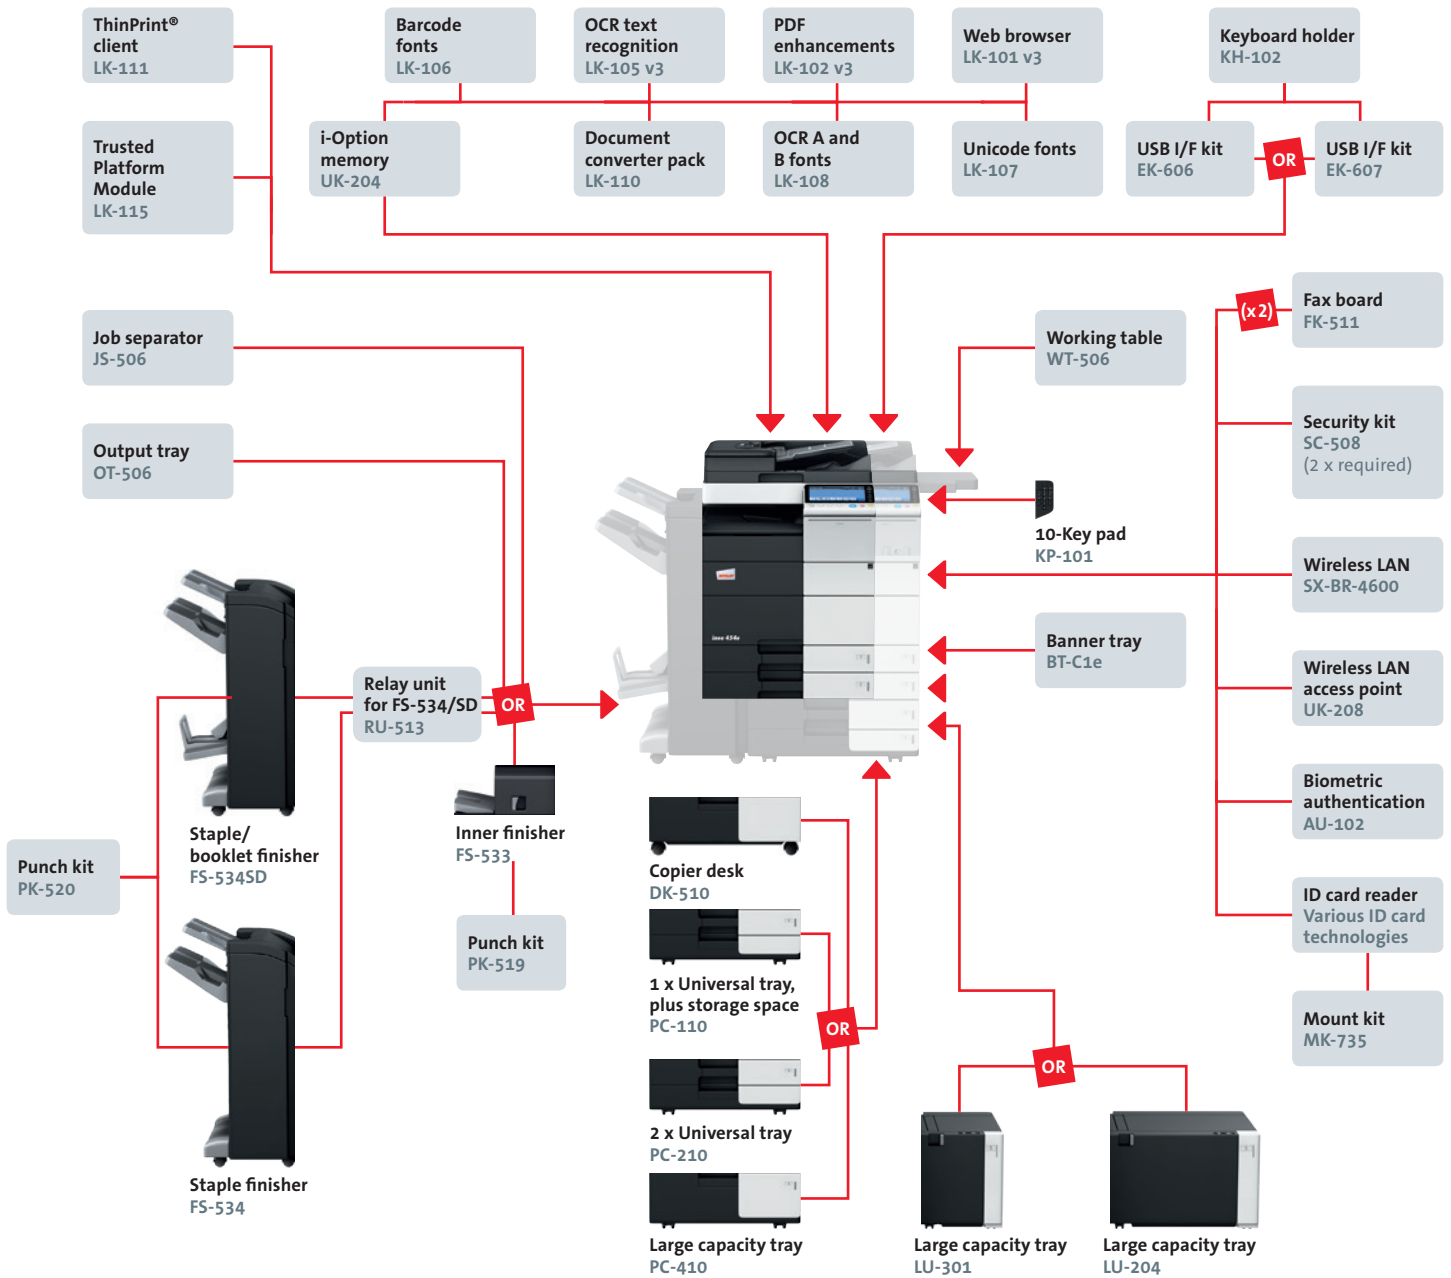 ThinPrint®
client
LK-111
Barcode
fonts
LK-106
OCR text
recognition
LK-105 v3
PDF
enhancements
LK-102 v3
Web browser
LK-101 v3
Keyboard holder
KH-102
Trusted
Platform
Module
LK-115
i-Option
memory
UK-204
Document
converter pack
LK-110
OCR A and
B fonts
LK-108
Unicode fonts
LK-107
USB I/F kit
EK-606
OR
USB I/F kit
EK-607
Job separator
JS-506
Working table
WT-506
(x2)
Fax board
FK-511
Output tray
OT-506
Security kit
SC-508
(2 x required)
10-Key pad
KP-101
Wireless LAN
SX-BR-4600
ineo 454e
Banner tray
BT-C1e
Wireless LAN
access point
UK-208
Relay unit
for FS-534/SD
RU-513
OR
Biometric
authentication
AU-102
Staple/
booklet finisher
FS-534SD
Inner finisher
FS-533
Copier desk
DK-510
Punch kit
PK-520
ID card reader
Various ID card
technologies
Punch kit
PK-519
1 x Universal tray,
plus storage space
PC-110
OR
Mount kit
MK-735
OR
2 x Universal tray
PC-210
Staple finisher
FS-534
Large capacity tray
PC-410
Large capacity tray
LU-301
Large capacity tray
LU-204